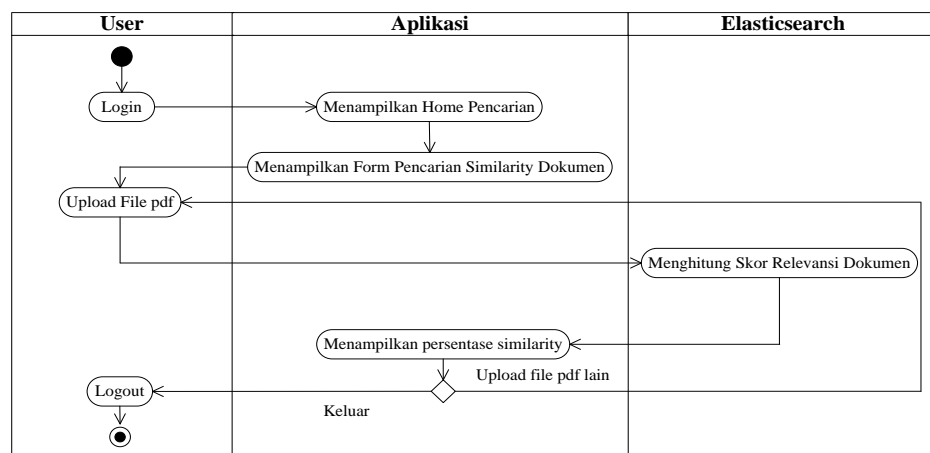 User
Aplikasi
Elasticsearch
Login
Menampilkan Home Pencarian
Menampilkan Form Pencarian Similarity Dokumen
Upload File pdf
Menghitung Skor Relevansi Dokumen
Menampilkan persentase similarity
Upload file pdf lain
Logout
Keluar